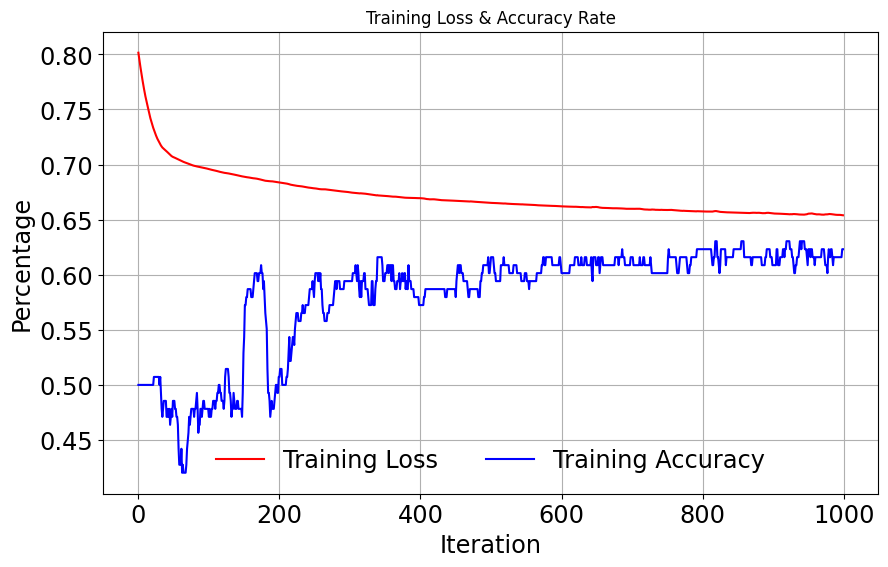 Training Loss & Accuracy Rate
0.80
0.75
0.70
0.65
0.60
0.55
0.50
0.45
Percentage
Training Loss Training Accuracy
0 200 400 600 800 1000
Iteration